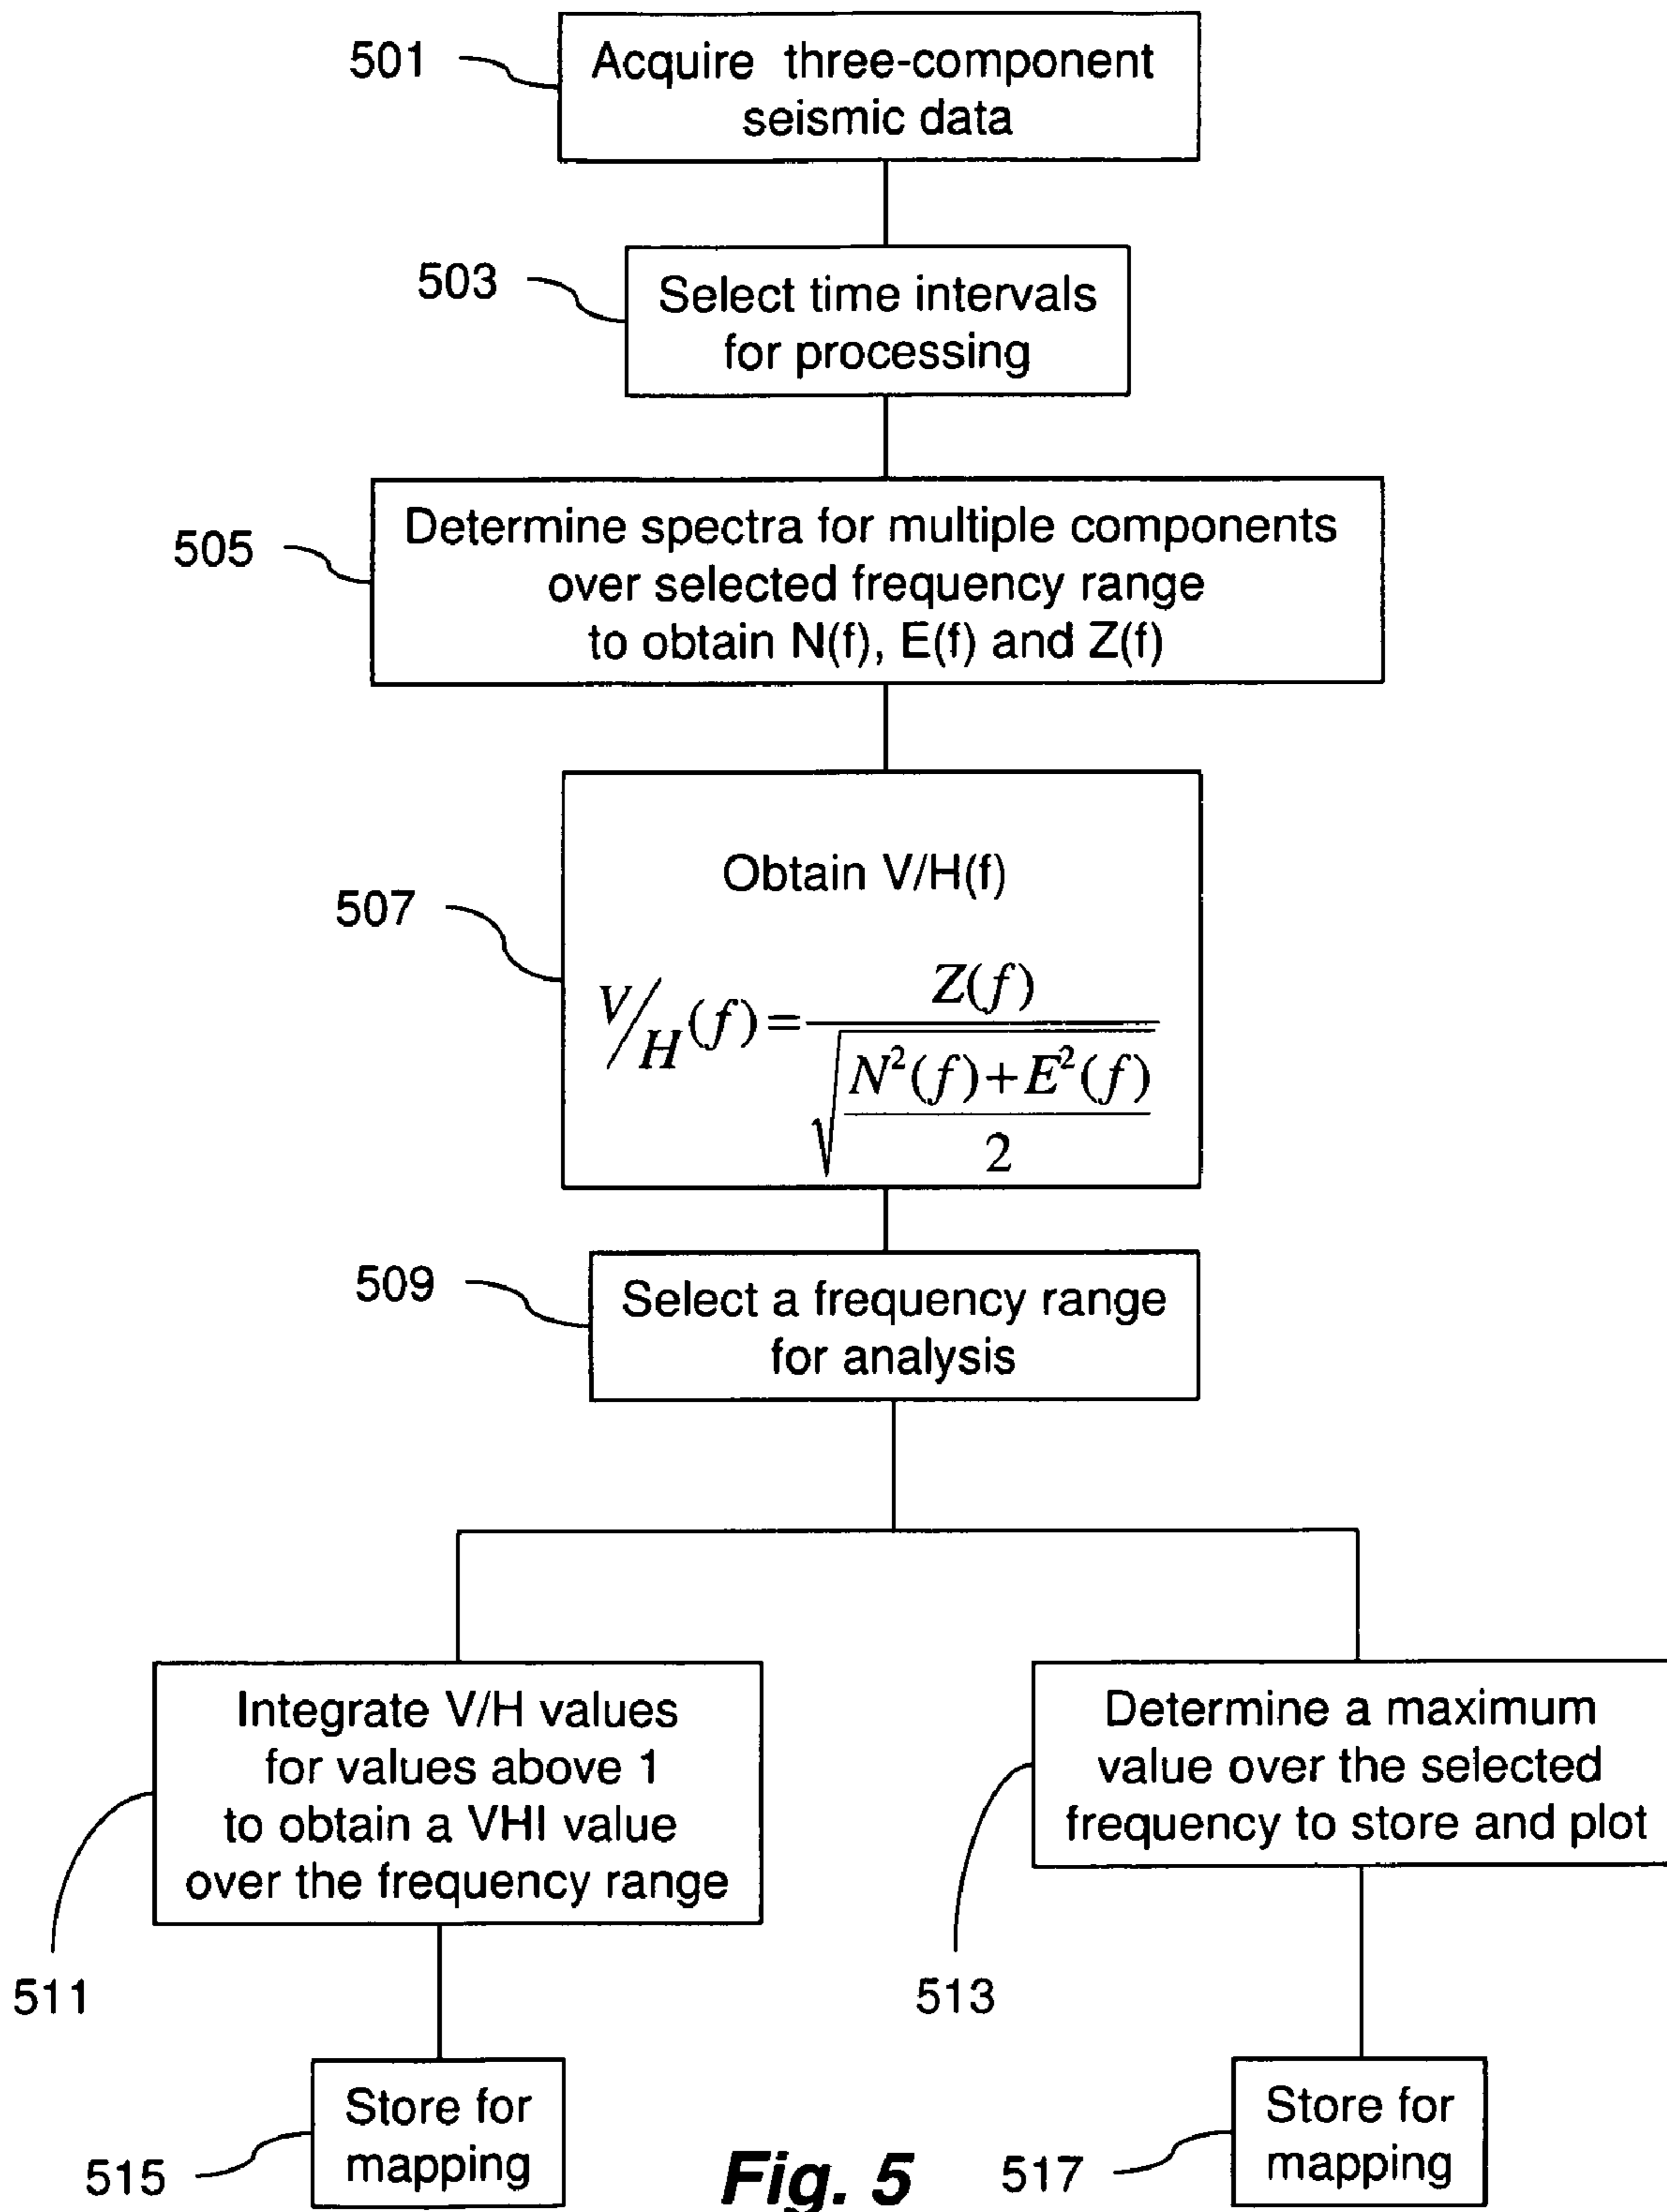 501
Acquire three-component
seismic data
503
Select time intervals
for processing
505
Determine spectra for multiple components
over selected frequency range
to obtain N(f), E(f) and Z(f)
507
Obtain V/H(f)
V/H(f)=Z(f)/√((N²(f)+E²(f))/2)
509
Select a frequency range
for analysis
Integrate V/H values
for values above 1
to obtain a VHI value
over the frequency range
511
Determine a maximum
value over the selected
frequency to store and plot
513
Store for
mapping
515
Store for
mapping
517
Fig. 5